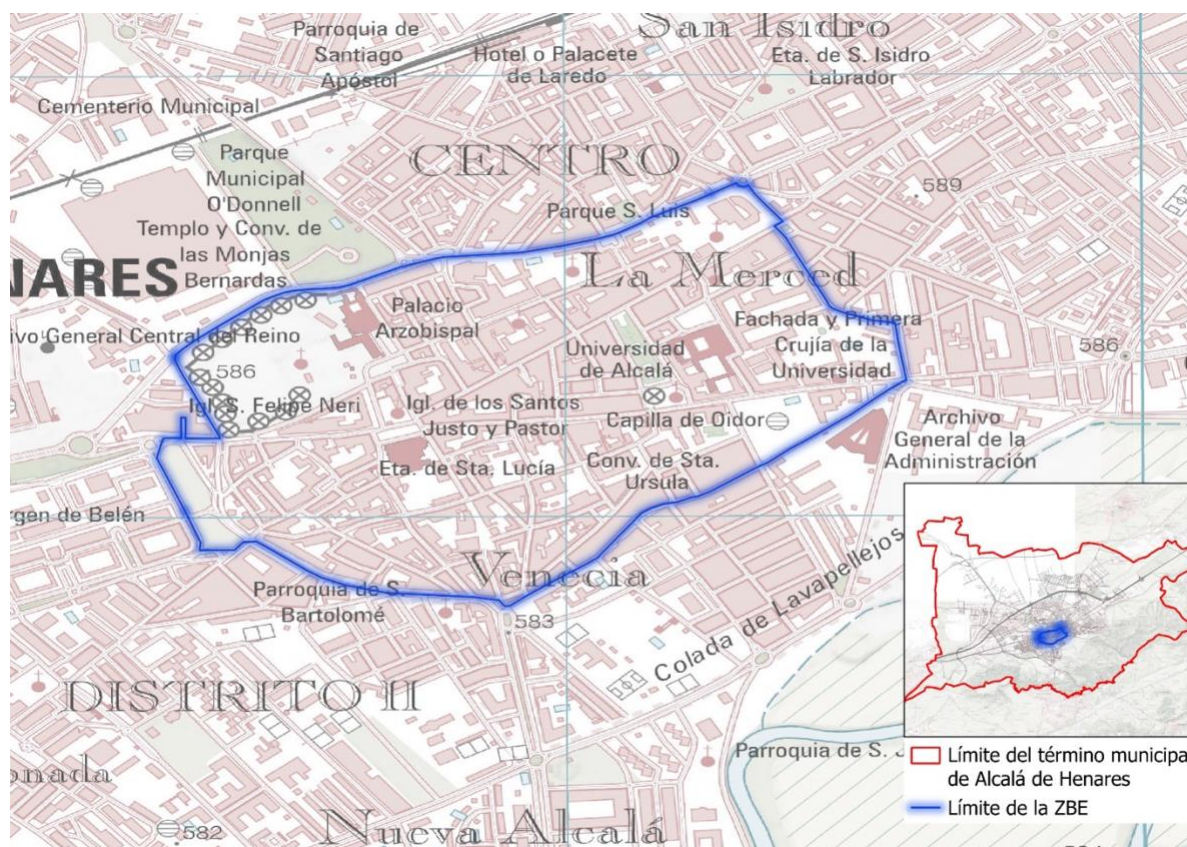 Parroquia de
Santiago
Apóstol
San Isidro
Hotel o Palacete
de Laredo
Eta. de S. Isidro
Labrador
Cementerio Municipal
Parque
Municipal
O'Donnell
CENTRO
589
Parque S. Luis
Templo y Conv. de
las Monjas
Bernardas
NARES
La Merced
Palacio
Arzobispal
Fachada y Primera
Crujía de la
Universidad
ivo General Central del Reino
Universidad
de Alcalá
586
586
Igl. S. Felipe Neri
Igl. de los Santos
Justo y Pastor
Capilla de Oidor
Archivo
General de la
Administración
Eta. de Sta. Lucía
Conv. de Sta.
Ursula
rgen de Belén
Venecia
Parroquia de S.
Bartolomé
583
Colada de Lavapellejos
DISTRITO II
Parroquia de S. J
onada
582
Nueva Alcalá
Límite del término municipa
de Alcalá de Henares
Límite de la ZBE